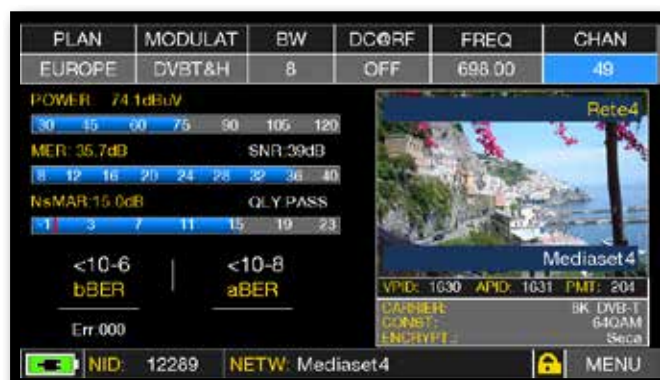 PLAN MODULAT BW DC@RF FREQ CHAN
EUROPE DVBT&H 8 OFF 698.00 49
POWER: 74.1dBuV
30 45 60 75 90 105 120
MER: 35.7dB SNR:39dB
8 12 16 20 24 28 32 36 40
NsMAR:15.0dB QLY:PASS
-1 3 7 11 15 19 23
<10-6 <10-8
bBER aBER
Err:000
Rete4
Mediaset4
VPID: 1630 APID: 1631 PMT: 204
CARRIER: 8K DVB-T
CONST: 64QAM
ENCRYPT.: Seca
NID: 12289 NETW: Mediaset4 MENU